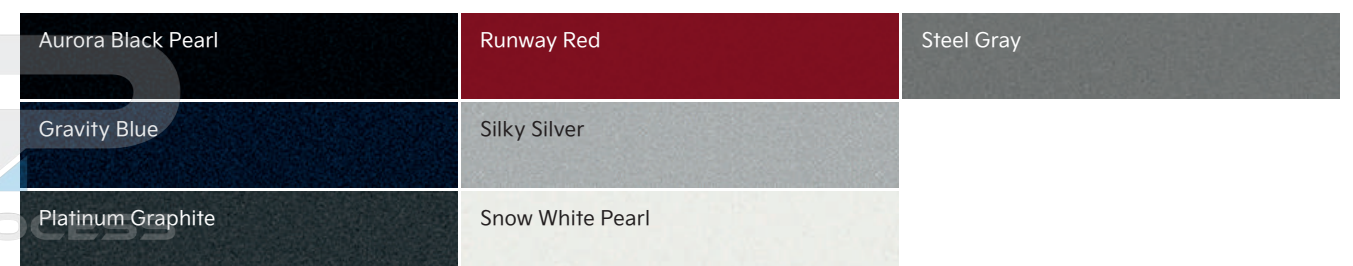 Aurora Black Pearl
Runway Red
Steel Gray
Gravity Blue
Silky Silver
Platinum Graphite
Snow White Pearl